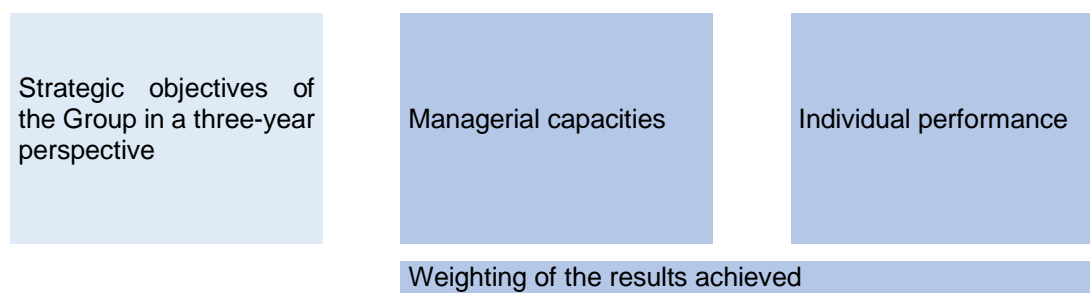 Strategic objectives of
the Group in a three-year
perspective
Managerial capacities
Individual performance
Weighting of the results achieved